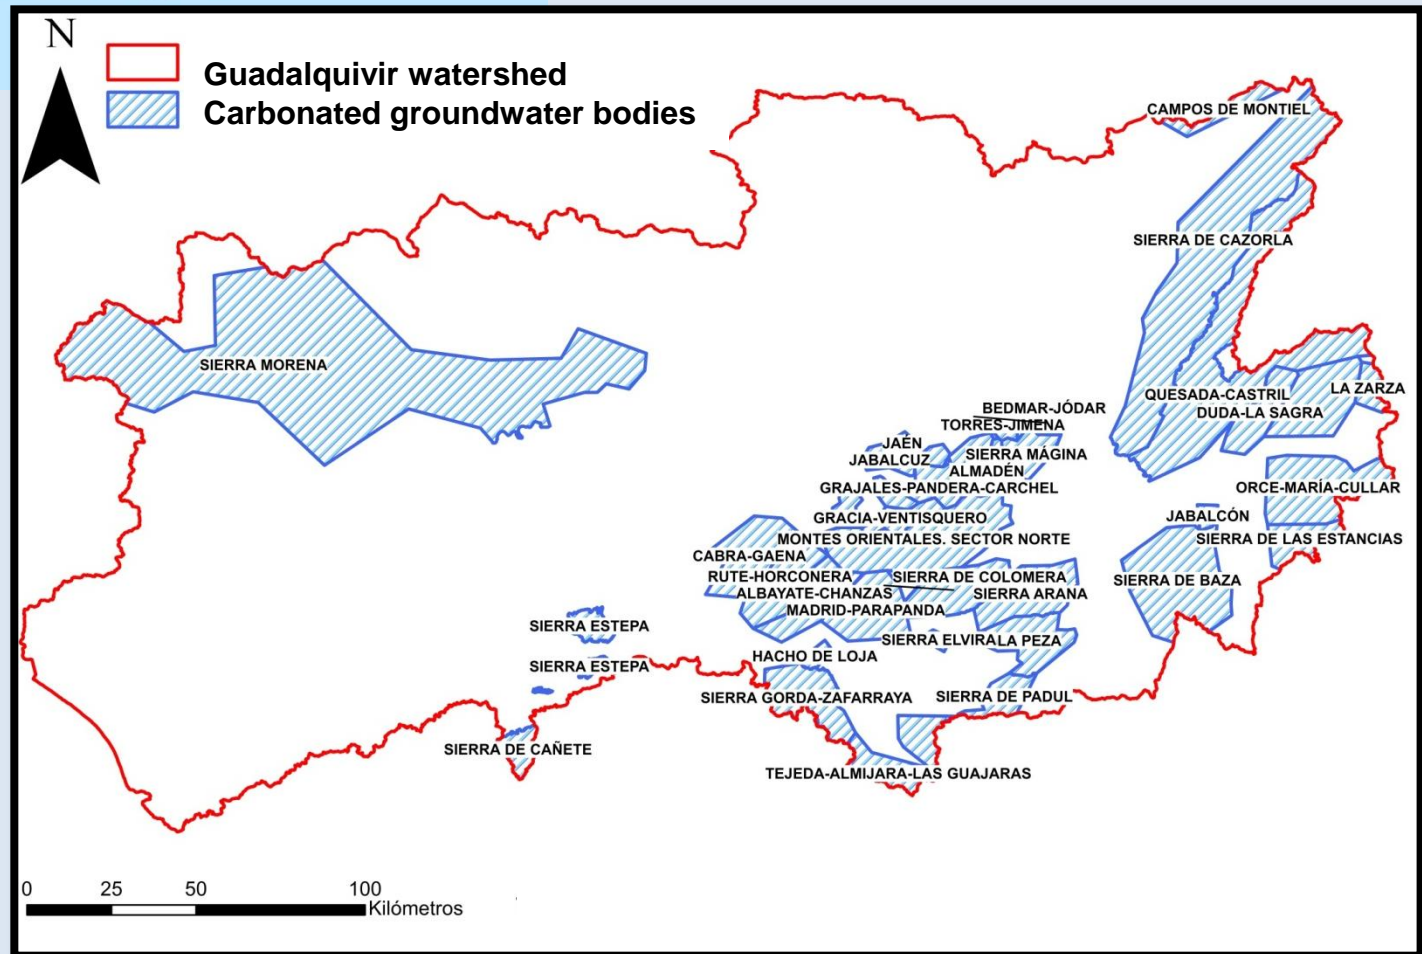 N
Guadalquivir watershed
Carbonated groundwater bodies
CAMPOS DE MONTIEL
SIERRA DE CAZORLA
SIERRA MORENA
QUESADA-CASTRIL
LA ZARZA
DUDA-LA SAGRA
BEDMAR-JÓDAR
TORRES-JIMENA
JAÉN
JABALCUZ
SIERRA MÁGINA
ALMADÉN
GRAJALES-PANDERA-CARCHEL
ORCE-MARÍA-CULLAR
GRACIA-VENTISQUERO
JABALCÓN
MONTES ORIENTALES. SECTOR NORTE
SIERRA DE LAS ESTANCIAS
CABRA-GAENA
RUTE-HORCONERA
SIERRA DE COLOMERA
SIERRA DE BAZA
ALBAYATE-CHANZAS
SIERRA ARANA
MADRID-PARAPANDA
SIERRA ESTEPA
SIERRA ELVIRA
LA PEZA
HACHO DE LOJA
SIERRA ESTEPA
SIERRA GORDA-ZAFARRAYA
SIERRA DE PADUL
SIERRA DE CAÑETE
TEJEDA-ALMIJARA-LAS GUAJARAS
0 25 50 100
Kilómetros